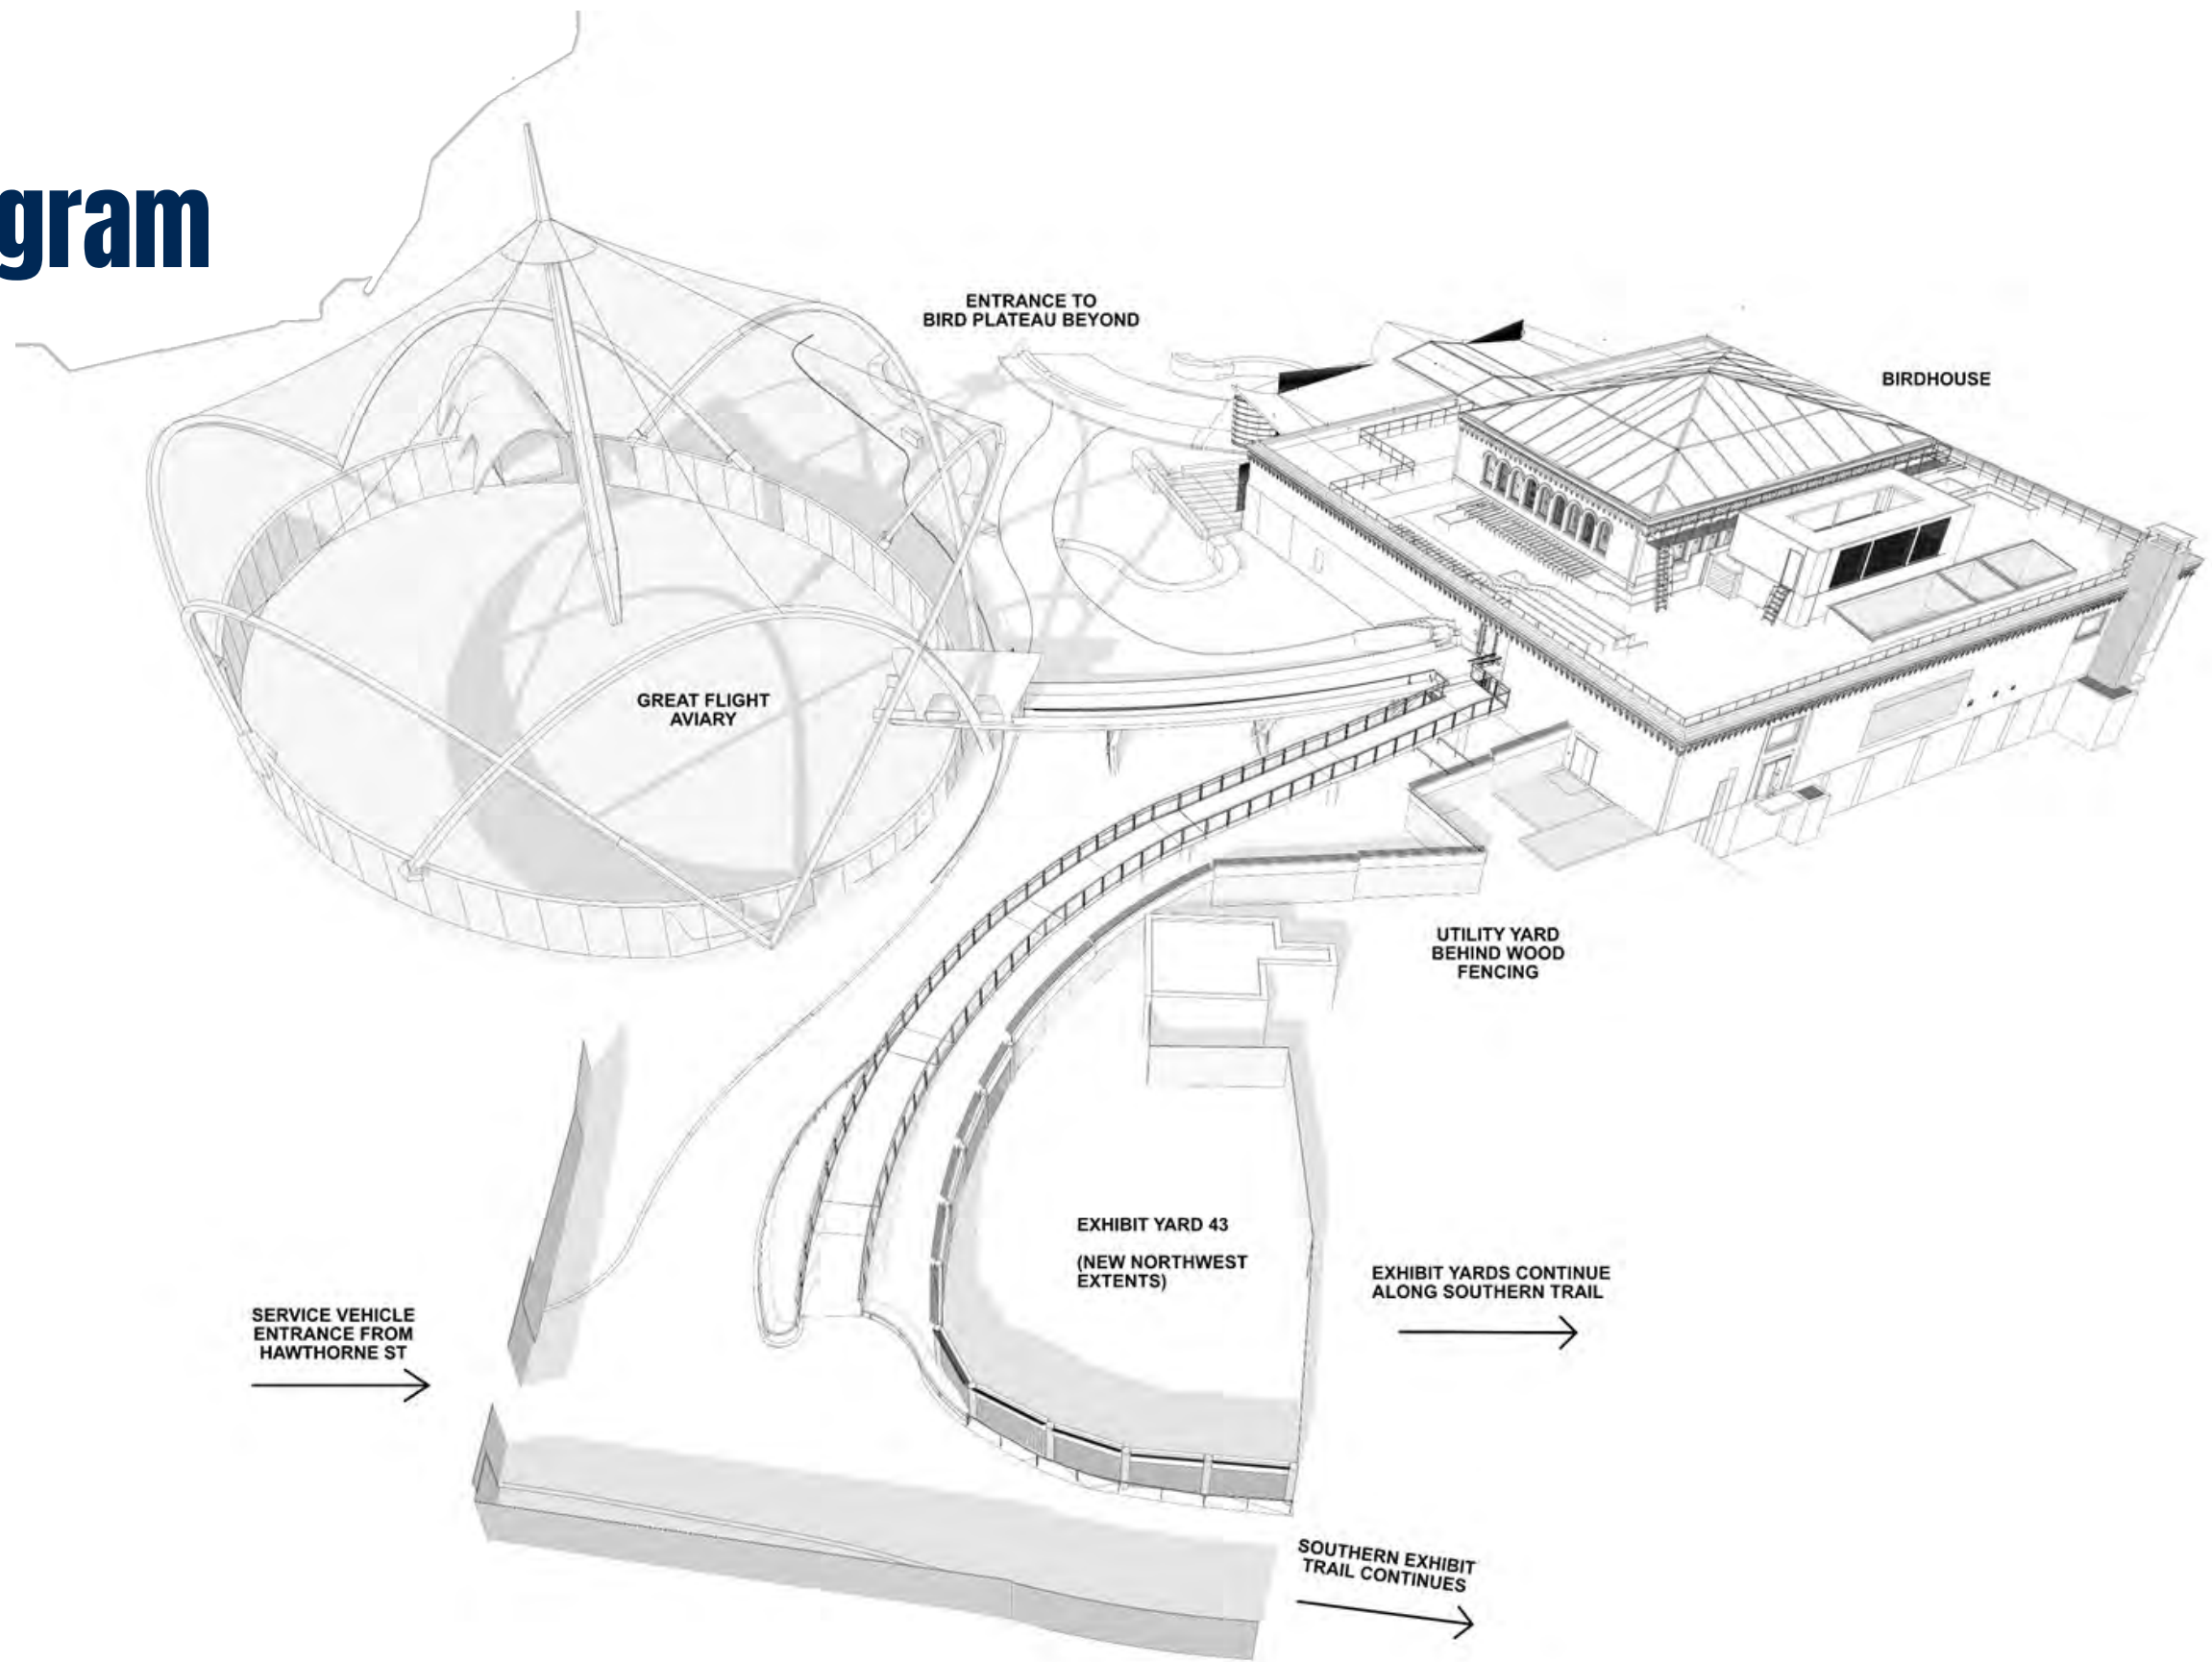 gram
ENTRANCE TO
BIRD PLATEAU BEYOND
BIRDHOUSE
GREAT FLIGHT
AVIARY
UTILITY YARD
BEHIND WOOD
FENCING
EXHIBIT YARD 43
(NEW NORTHWEST
EXTENTS)
EXHIBIT YARDS CONTINUE
ALONG SOUTHERN TRAIL
SERVICE VEHICLE
ENTRANCE FROM
HAWTHORNE ST
SOUTHERN EXHIBIT
TRAIL CONTINUES